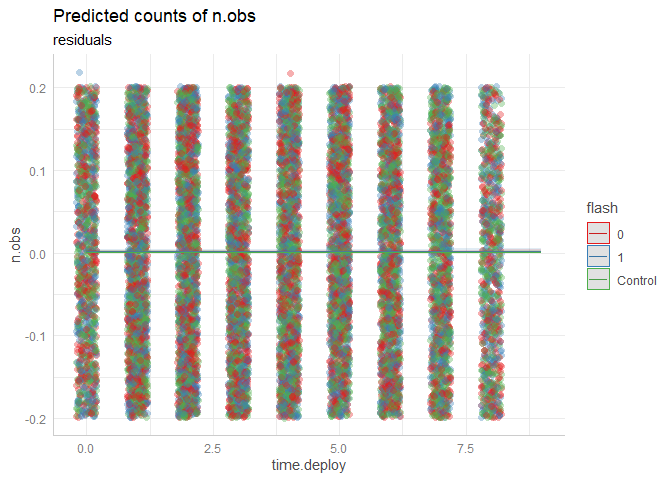 Predicted counts of n.obs
residuals
0.2
0.1
0.0
-0.1
-0.2
n.obs
0.0
2.5
5.0
7.5
time.deploy
flash
0
1
Control